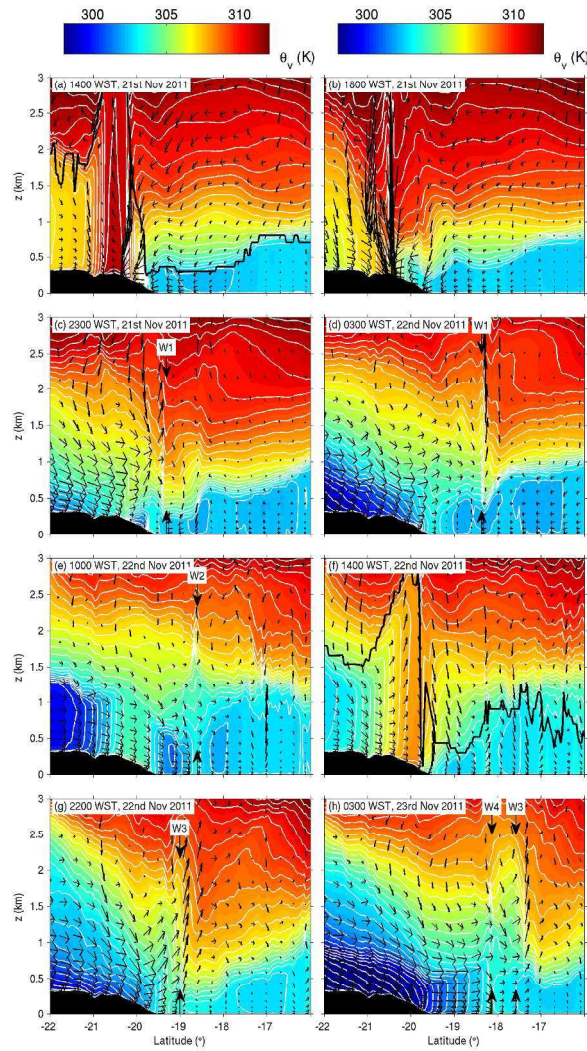 300 305 310 300 305 310
θv (K) θv (K)
3 (a) 1400 WST, 21st Nov 2011 (b) 1800 WST, 21st Nov 2011
2.5
2
z (km)
1.5
1
0.5
0
3 (c) 2300 WST, 21st Nov 2011 (d) 0300 WST, 22nd Nov 2011
W1 W1
2.5
2
z (km)
1.5
1
0.5
0
3 (e) 1000 WST, 22nd Nov 2011 (f) 1400 WST, 22nd Nov 2011
W2
2.5
2
z (km)
1.5
1
0.5
0
3 (g) 2200 WST, 22nd Nov 2011 (h) 0300 WST, 23rd Nov 2011
W3 W4 W3
2.5
2
z (km)
1.5
1
0.5
0
-22 -21 -20 -19 -18 -17 -22 -21 -20 -19 -18 -17
Latitude (°) Latitude (°)